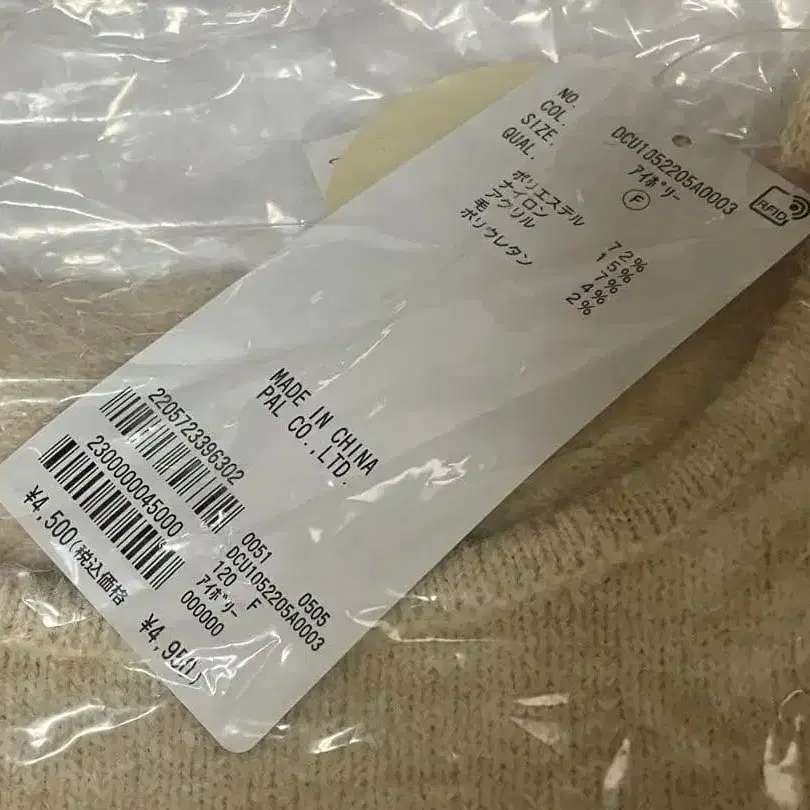 NO. DCU1052205A0003
COL. アイボリー
SIZE. F
QUAL.
ポリエステル 72%
ナイロン 15%
アクリル 7%
毛 4%
ポリウレタン 2%
RFID
MADE IN CHINA
PAL CO.,LTD.
2205723396302
2300000045000
0051 0505
DCU1052205A0003
120 F
アイボリー
000000
¥4,500(税込価格
¥4,950)